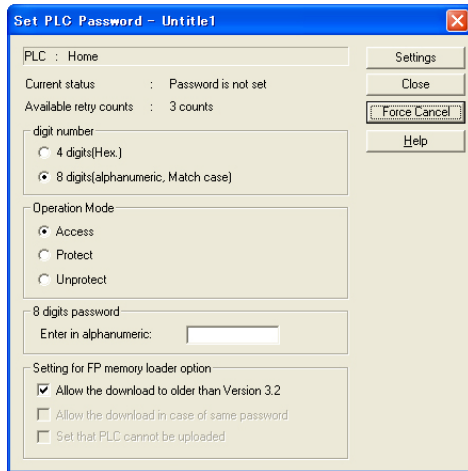 Set PLC Password - Untitle1
PLC : Home
Settings
Current status : Password is not set
Close
Available retry counts : 3 counts
Force Cancel
digit number
Help
4 digits(Hex.)
8 digits(alphanumeric, Match case)
Operation Mode
Access
Protect
Unprotect
8 digits password
Enter in alphanumeric:
Setting for FP memory loader option
Allow the download to older than Version 3.2
Allow the download in case of same password
Set that PLC cannot be uploaded